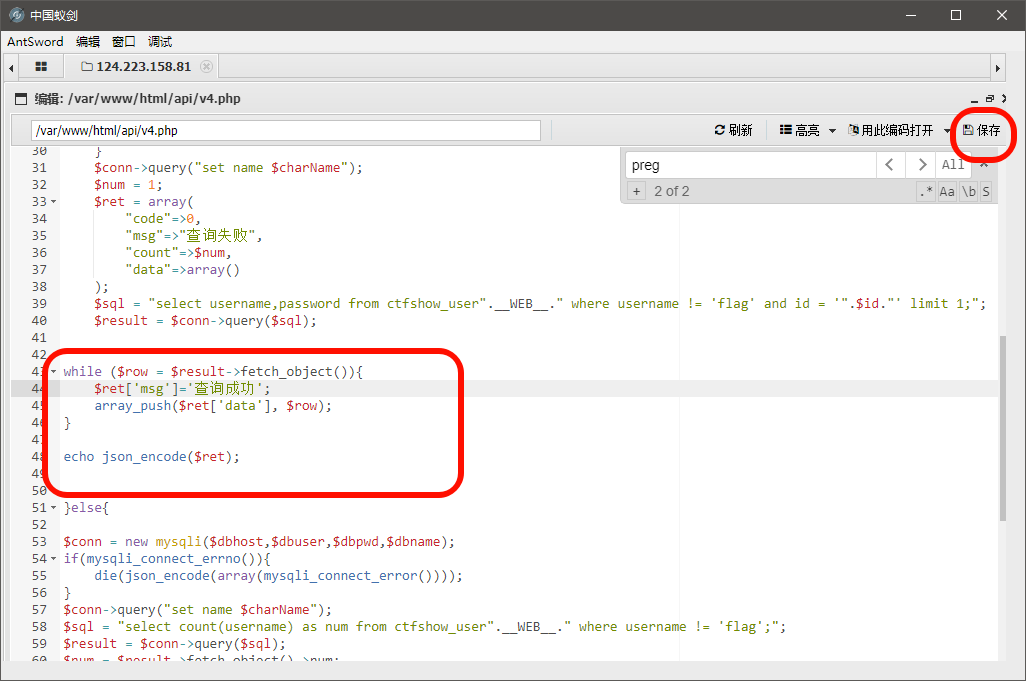 中国蚁剑
AntSword 编辑 窗口 调试
124.223.158.81
编辑: /var/www/html/api/v4.php
/var/www/html/api/v4.php 刷新 高亮 用此编码打开 保存
preg All
+ 2 of 2 .* Aa \b S
30 }
31 $conn->query("set name $charName");
32 $num = 1;
33 $ret = array(
34 "code"=>0,
35 "msg"=>"查询失败",
36 "count"=>$num,
37 "data"=>array()
38 );
39 $sql = "select username,password from ctfshow_user".__WEB__." where username != 'flag' and id = '".$id."' limit 1;";
40 $result = $conn->query($sql);
41
42
43 while ($row = $result->fetch_object()){
44 $ret['msg']='查询成功';
45 array_push($ret['data'], $row);
46 }
47
48 echo json_encode($ret);
49
50
51 }else{
52
53 $conn = new mysqli($dbhost,$dbuser,$dbpwd,$dbname);
54 if(mysqli_connect_errno()){
55 die(json_encode(array(mysqli_connect_error())));
56 }
57 $conn->query("set name $charName");
58 $sql = "select count(username) as num from ctfshow_user".__WEB__." where username != 'flag';";
59 $result = $conn->query($sql);
60 $num = $result->fetch_object()->num;